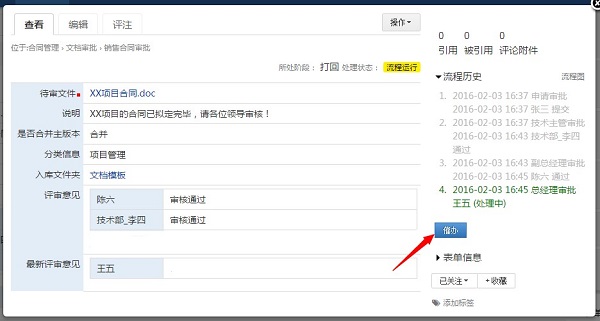 查看 编辑 评注 操作
位于:合同管理 › 文档审批 › 销售合同审批
所处阶段： 打回 处理状态： 流程运行
待审文件 XX项目合同.doc
说明 XX项目的合同已拟定完毕，请各位领导审核！
是否合并主版本 合并
分类信息 项目管理
入库文件夹 文档模板
评审意见 陈六 审核通过
技术部_李四 审核通过
最新评审意见 王五
0 0 0
引用 被引用 评论附件
流程历史 流程图
1. 2016-02-03 16:37 申请审批
2016-02-03 16:37 张三 提交
2. 2016-02-03 16:37 技术主管审批
2016-02-03 16:43 技术部_李四
通过
3. 2016-02-03 16:43 副总经理审批
2016-02-03 16:45 陈六 通过
4. 2016-02-03 16:45 总经理审批
王五 (处理中)
催办
表单信息
已关注 +收藏
添加标签